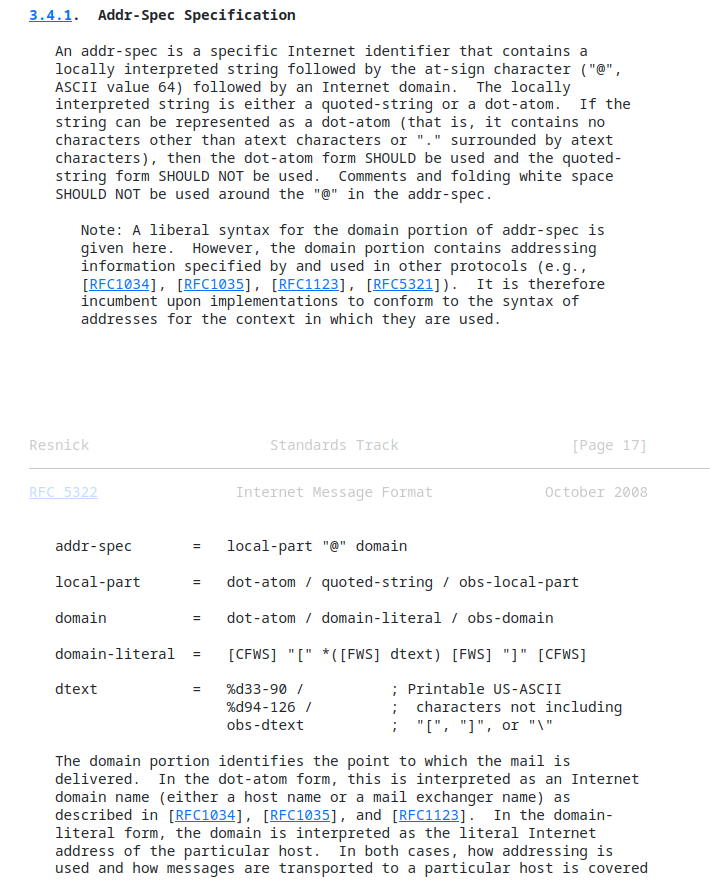 3.4.1.  Addr-Spec Specification
An addr-spec is a specific Internet identifier that contains a
locally interpreted string followed by the at-sign character ("@",
ASCII value 64) followed by an Internet domain.  The locally
interpreted string is either a quoted-string or a dot-atom.  If the
string can be represented as a dot-atom (that is, it contains no
characters other than atext characters or "." surrounded by atext
characters), then the dot-atom form SHOULD be used and the quoted-
string form SHOULD NOT be used.  Comments and folding white space
SHOULD NOT be used around the "@" in the addr-spec.
Note: A liberal syntax for the domain portion of addr-spec is
given here.  However, the domain portion contains addressing
information specified by and used in other protocols (e.g.,
[RFC1034], [RFC1035], [RFC1123], [RFC5321]).  It is therefore
incumbent upon implementations to conform to the syntax of
addresses for the context in which they are used.
Resnick                     Standards Track                    [Page 17]
RFC 5322                Internet Message Format             October 2008
addr-spec       =   local-part "@" domain
local-part      =   dot-atom / quoted-string / obs-local-part
domain          =   dot-atom / domain-literal / obs-domain
domain-literal  =   [CFWS] "[" *([FWS] dtext) [FWS] "]" [CFWS]
dtext           =   %d33-90 /          ; Printable US-ASCII
%d94-126 /         ;  characters not including
obs-dtext          ;  "[", "]", or "\"
The domain portion identifies the point to which the mail is
delivered.  In the dot-atom form, this is interpreted as an Internet
domain name (either a host name or a mail exchanger name) as
described in [RFC1034], [RFC1035], and [RFC1123].  In the domain-
literal form, the domain is interpreted as the literal Internet
address of the particular host.  In both cases, how addressing is
used and how messages are transported to a particular host is covered